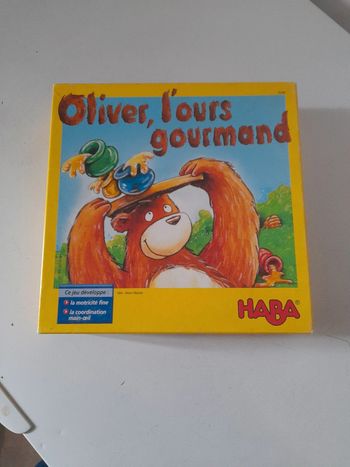 Oliver, l'ours
gourmand
Ce jeu développe :
la motricité fine
la coordination
main-œil
HABA®